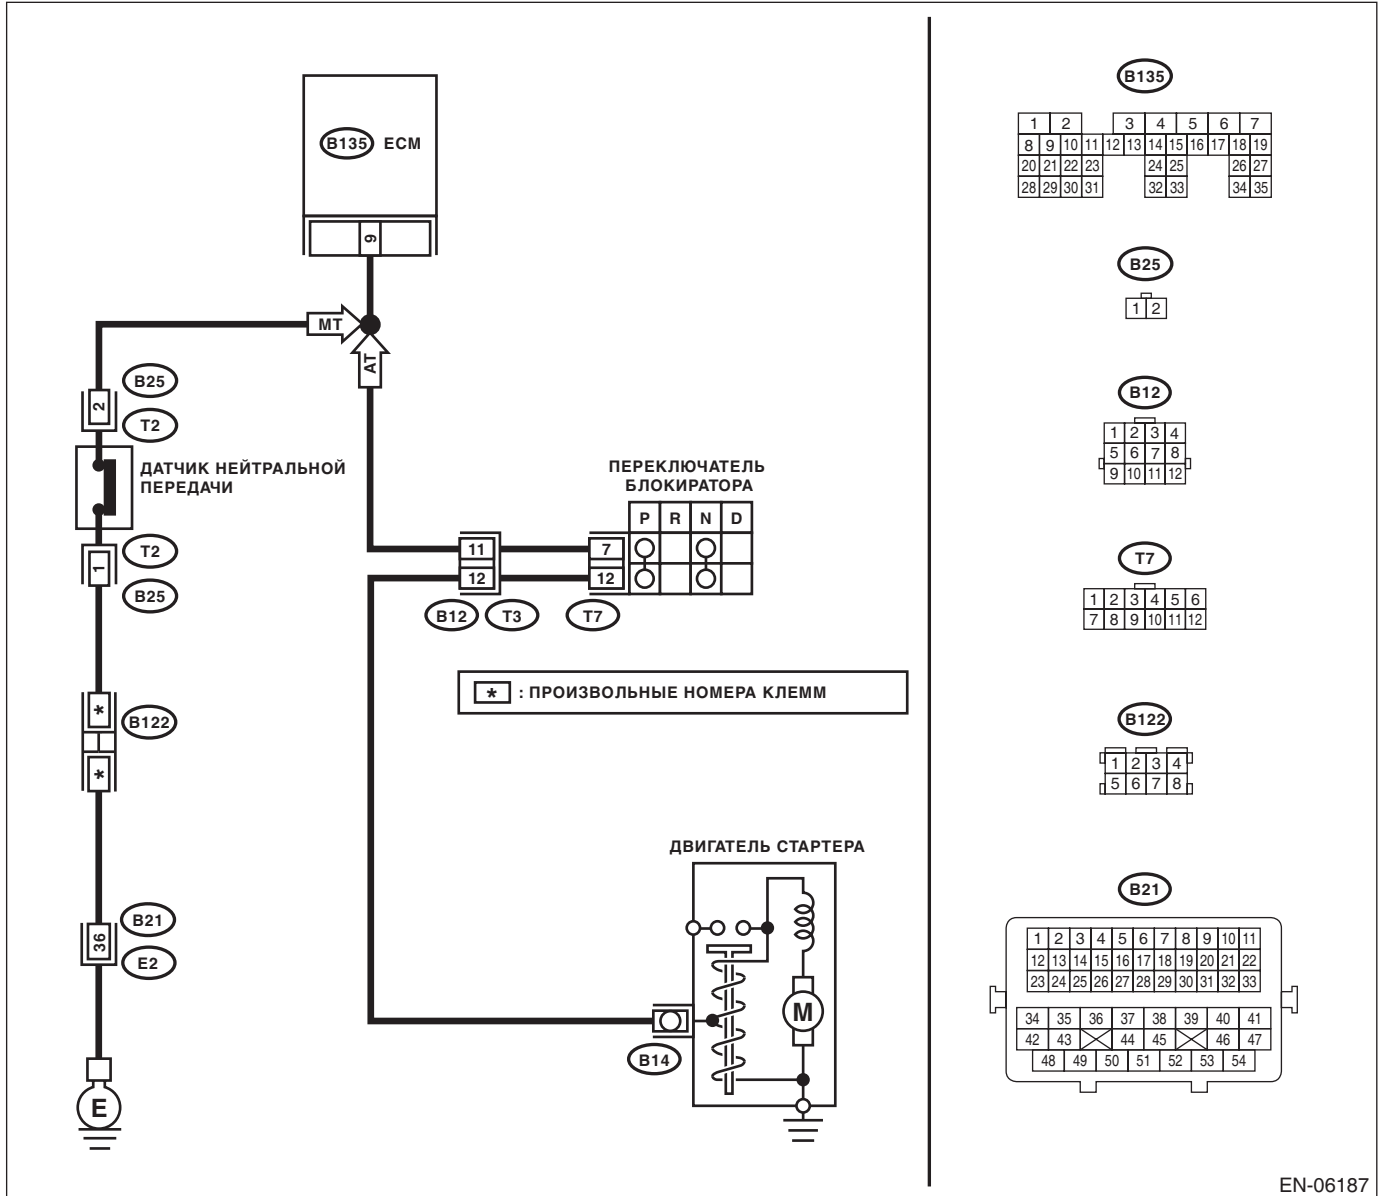 B135 ECM
9
MT
AT
B25
2
T2
ДАТЧИК НЕЙТРАЛЬНОЙ
ПЕРЕДАЧИ
T2
1
B25
*
B122
*
B21
36
E2
E
ПЕРЕКЛЮЧАТЕЛЬ
БЛОКИРАТОРА
P R N D
11 7
12 12
B12 T3 T7
* : ПРОИЗВОЛЬНЫЕ НОМЕРА КЛЕММ
ДВИГАТЕЛЬ СТАРТЕРА
M
B14
B135
1 2 3 4 5 6 7
8 9 10 11 12 13 14 15 16 17 18 19
20 21 22 23 24 25 26 27
28 29 30 31 32 33 34 35
B25
1 2
B12
1 2 3 4
5 6 7 8
9 10 11 12
T7
1 2 3 4 5 6
7 8 9 10 11 12
B122
1 2 3 4
5 6 7 8
B21
1 2 3 4 5 6 7 8 9 10 11
12 13 14 15 16 17 18 19 20 21 22
23 24 25 26 27 28 29 30 31 32 33
34 35 36 37 38 39 40 41
42 43 44 45 46 47
48 49 50 51 52 53 54
EN-06187